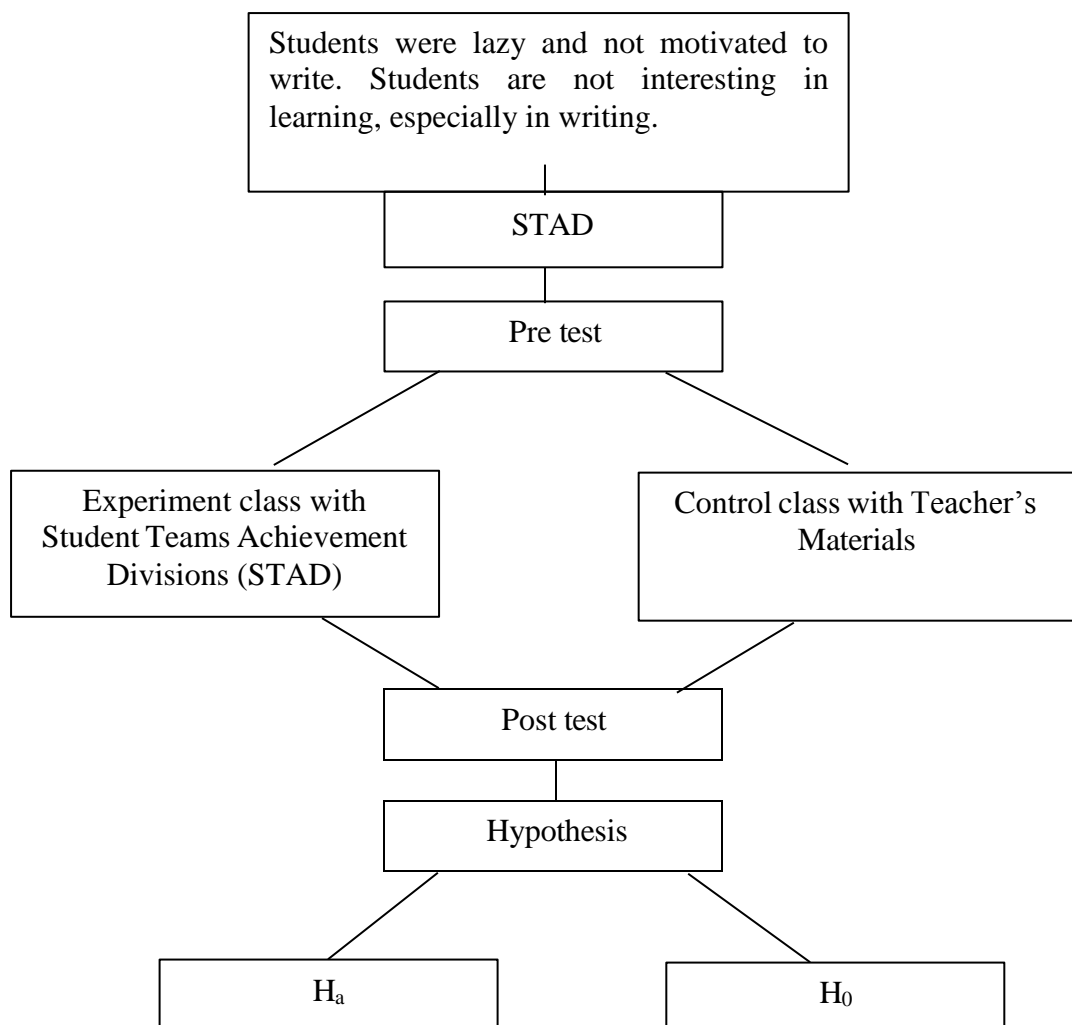 Students were lazy and not motivated to
write. Students are not interesting in
learning, especially in writing.
STAD
Pre test
Experiment class with
Student Teams Achievement
Divisions (STAD)
Control class with Teacher’s
Materials
Post test
Hypothesis
Hₐ
H₀